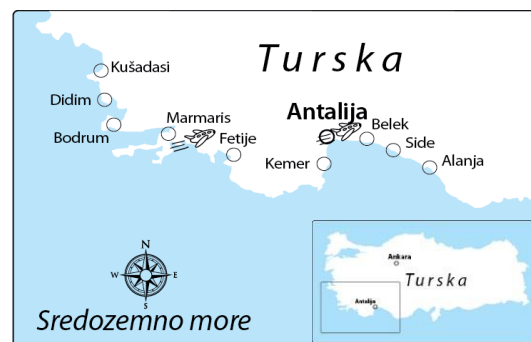 Turska
Kušadasi
Didim
Bodrum
Marmaris
Fetije
Antalija
Kemer
Belek
Side
Alanja
N
W E
S
Sredozemno more
Ankara
Turska
Antalija